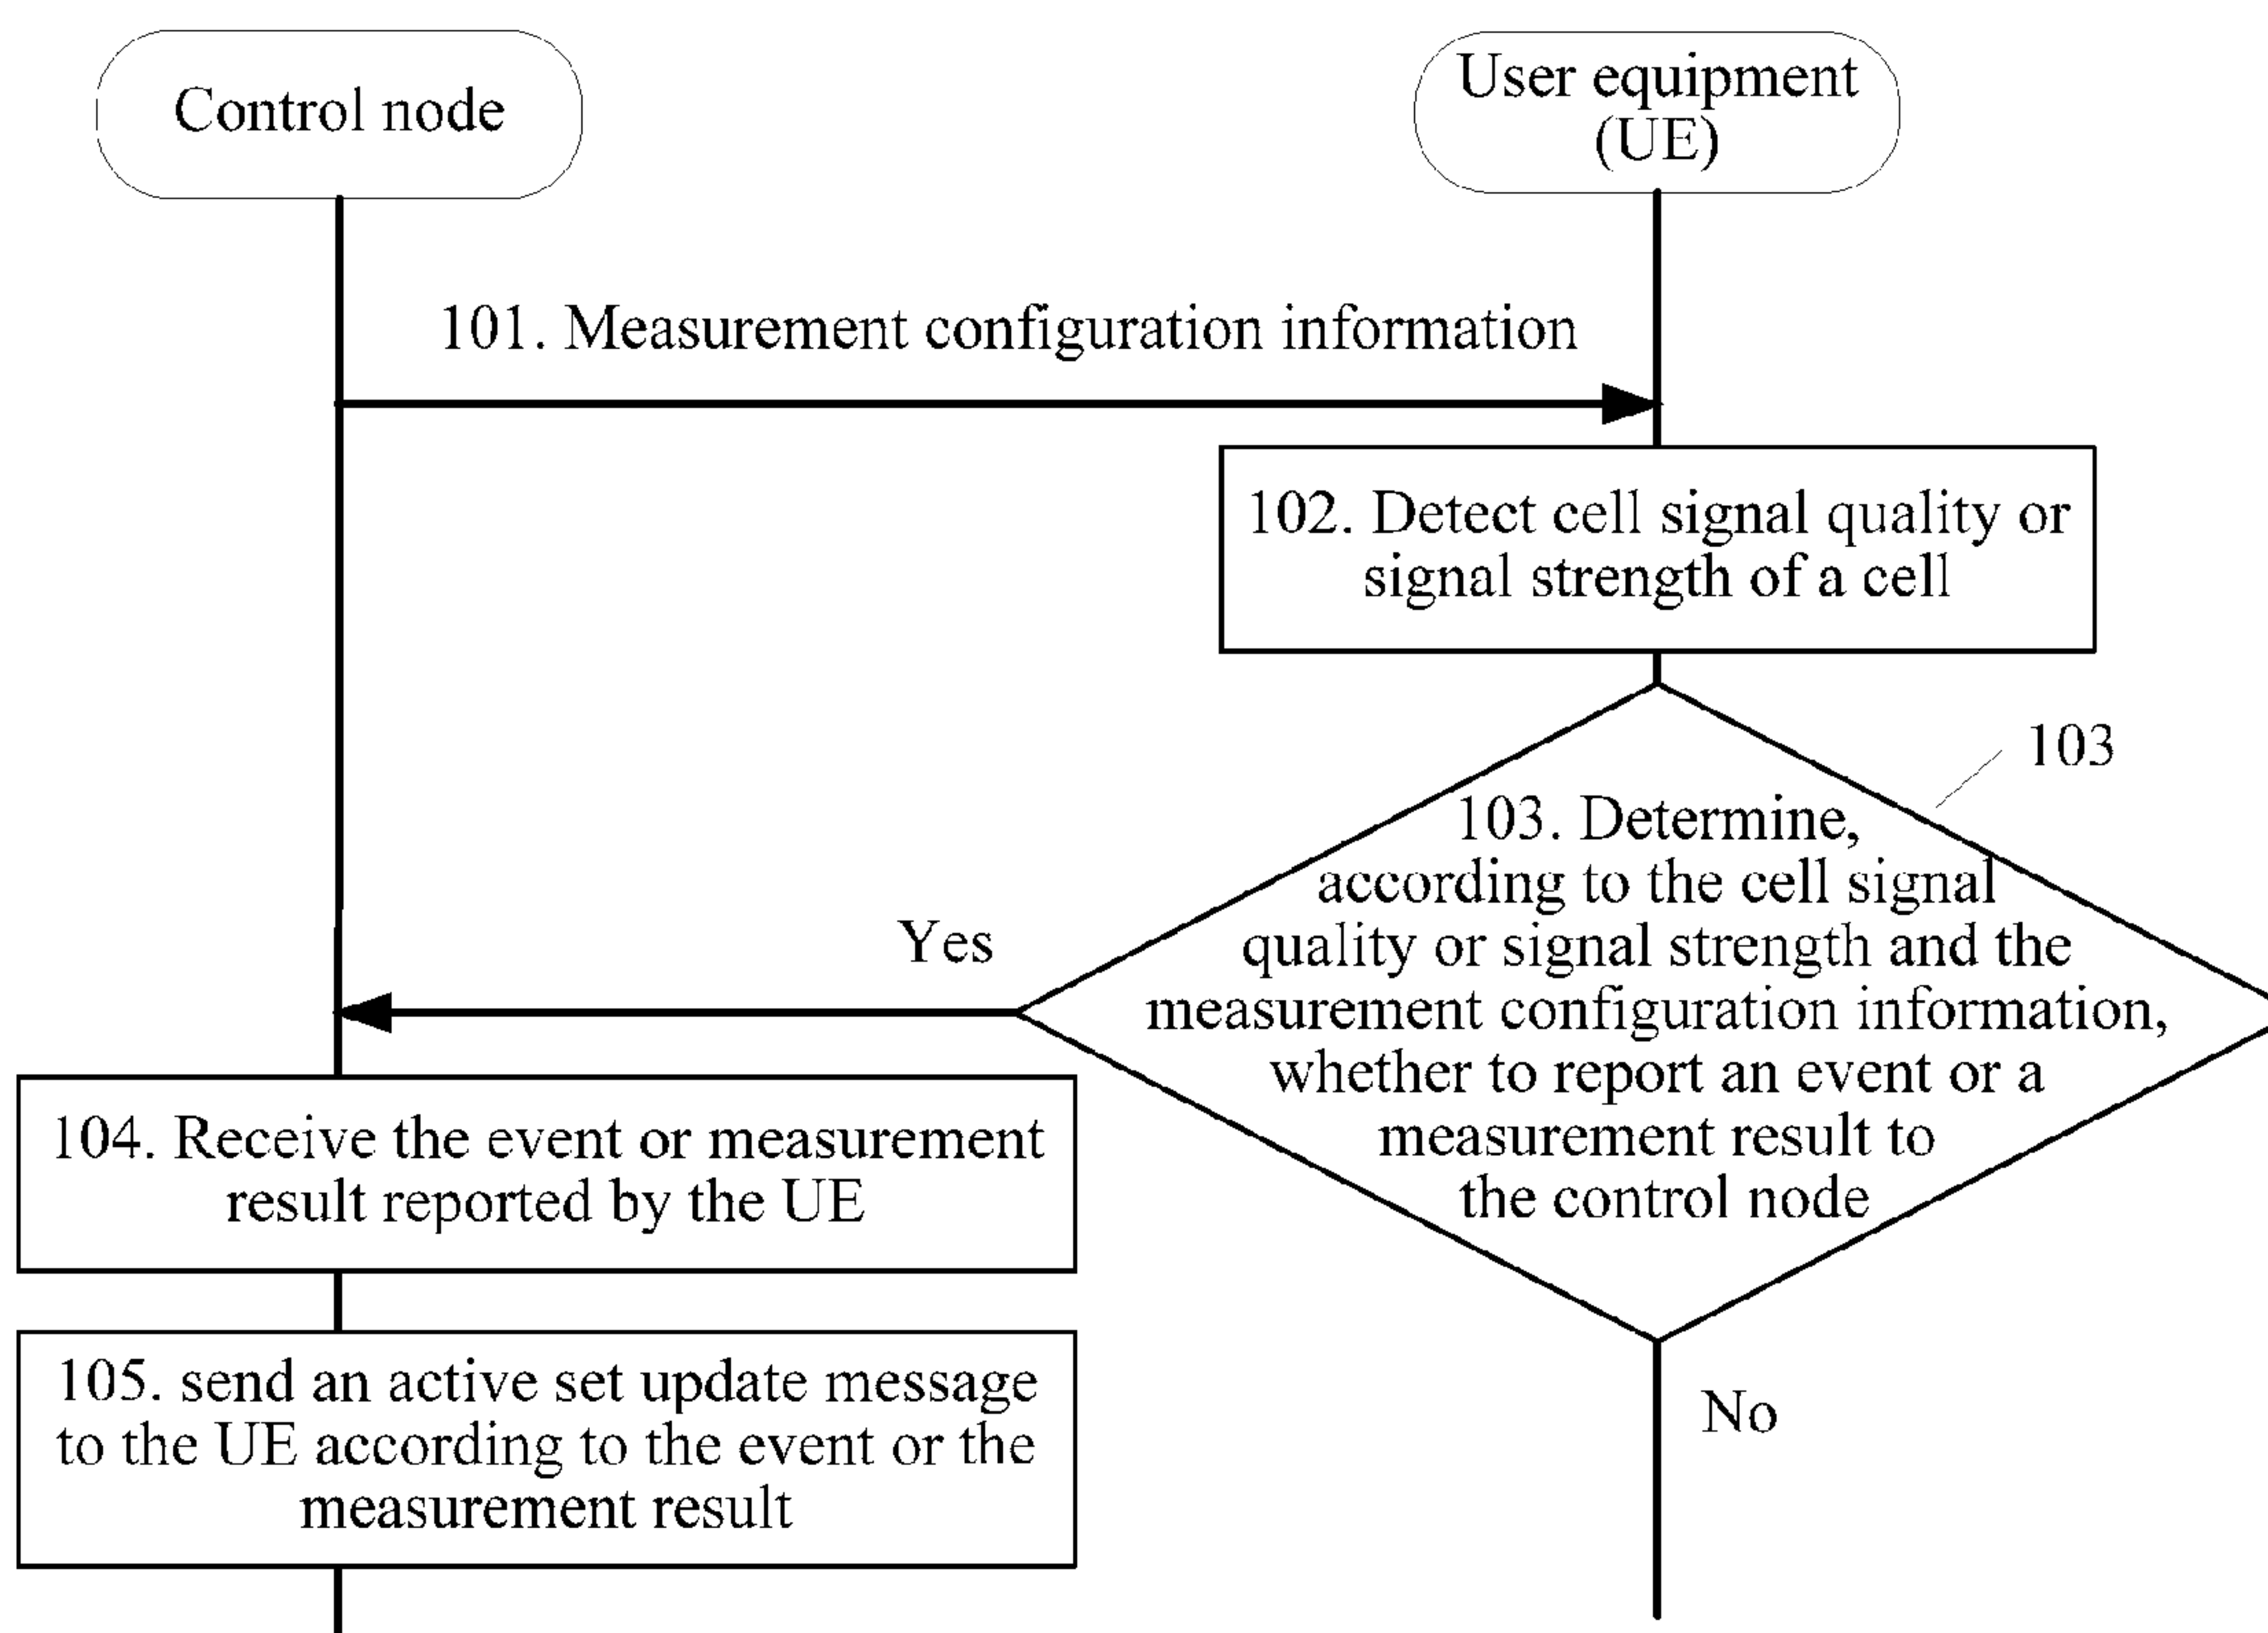 Control node
User equipment
(UE)
101. Measurement configuration information
102. Detect cell signal quality or
signal strength of a cell
103
103. Determine,
according to the cell signal
quality or signal strength and the
measurement configuration information,
whether to report an event or a
measurement result to
the control node
Yes
104. Receive the event or measurement
result reported by the UE
105. send an active set update message
to the UE according to the event or the
measurement result
No